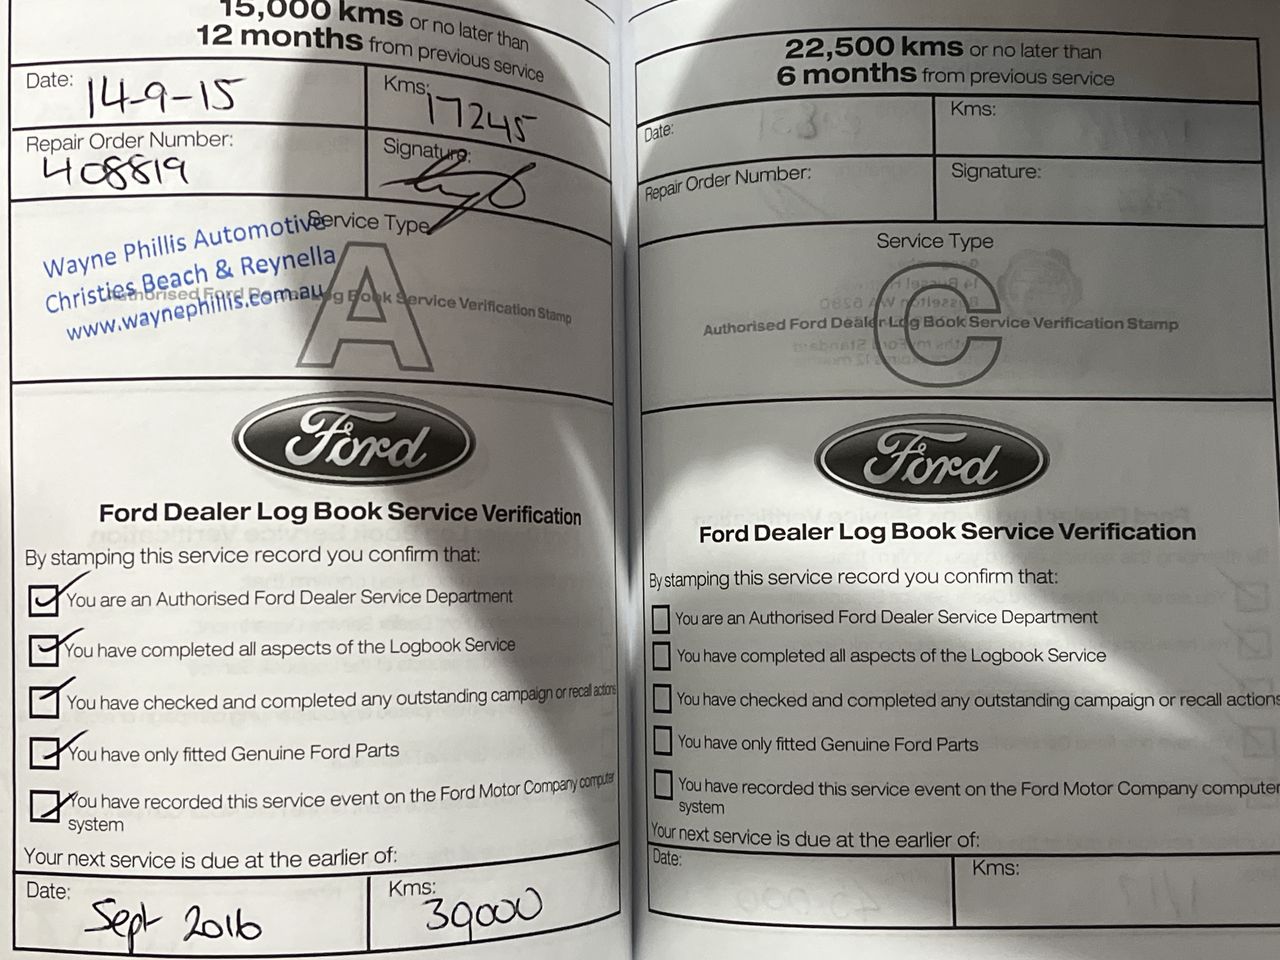 15,000 kms or no later than
12 months from previous service
Date: 14-9-15
Kms: 17245
Repair Order Number: 408819
Signature:
Service Type
A
Wayne Phillis Automotive
Christies Beach & Reynella
www.waynephillis.com.au
Authorised Ford Dealer Log Book Service Verification Stamp
Ford
Ford Dealer Log Book Service Verification
By stamping this service record you confirm that:
You are an Authorised Ford Dealer Service Department
You have completed all aspects of the Logbook Service
You have checked and completed any outstanding campaign or recall actions
You have only fitted Genuine Ford Parts
You have recorded this service event on the Ford Motor Company computer
system
Your next service is due at the earlier of:
Date: Sept 2016
Kms: 30000
22,500 kms or no later than
6 months from previous service
Date:
Kms:
Repair Order Number:
Signature:
Service Type
C
Authorised Ford Dealer Log Book Service Verification Stamp
Ford
Ford Dealer Log Book Service Verification
By stamping this service record you confirm that:
You are an Authorised Ford Dealer Service Department
You have completed all aspects of the Logbook Service
You have checked and completed any outstanding campaign or recall actions
You have only fitted Genuine Ford Parts
You have recorded this service event on the Ford Motor Company computer
system
Your next service is due at the earlier of:
Date:
Kms: